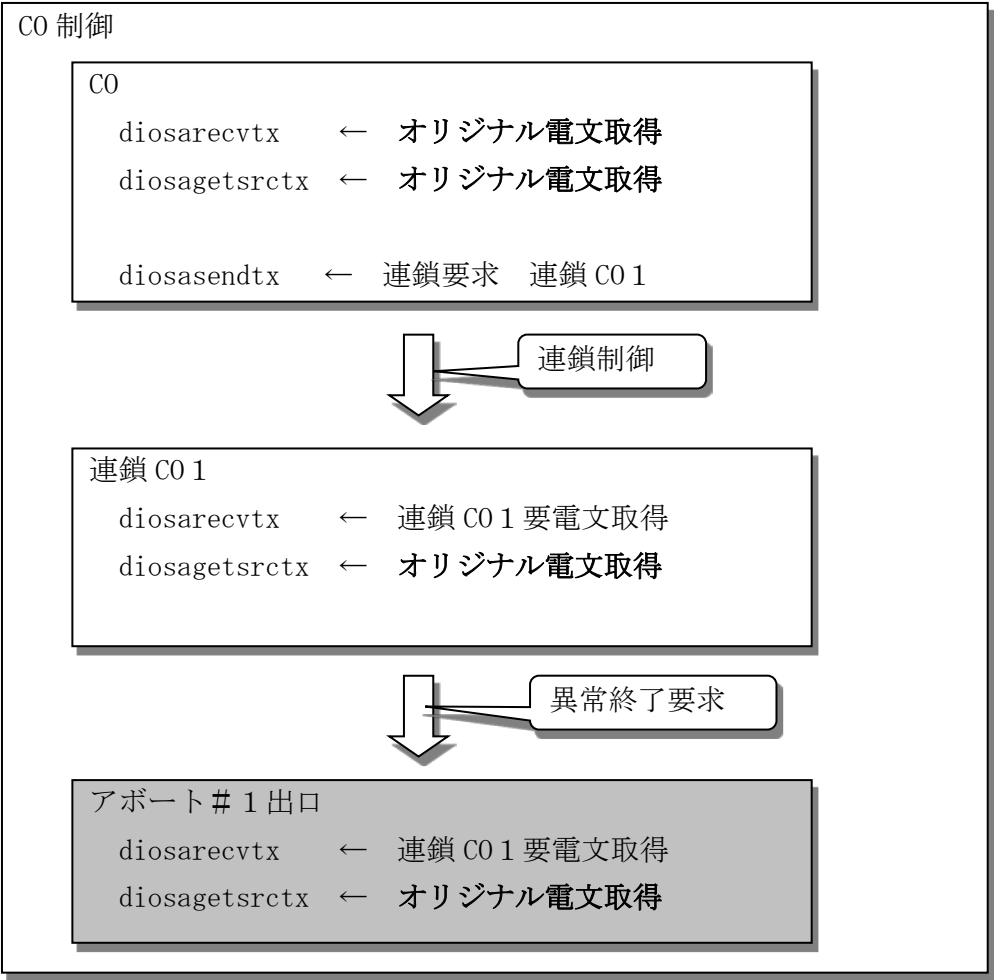 CO 制御
CO
diosarecvtx ← オリジナル電文取得
diosagetsrctx ← オリジナル電文取得
diosasendtx ← 連鎖要求 連鎖 CO１
連鎖制御
連鎖 CO１
diosarecvtx ← 連鎖 CO１要電文取得
diosagetsrctx ← オリジナル電文取得
異常終了要求
アボート＃１出口
diosarecvtx ← 連鎖 CO１要電文取得
diosagetsrctx ← オリジナル電文取得